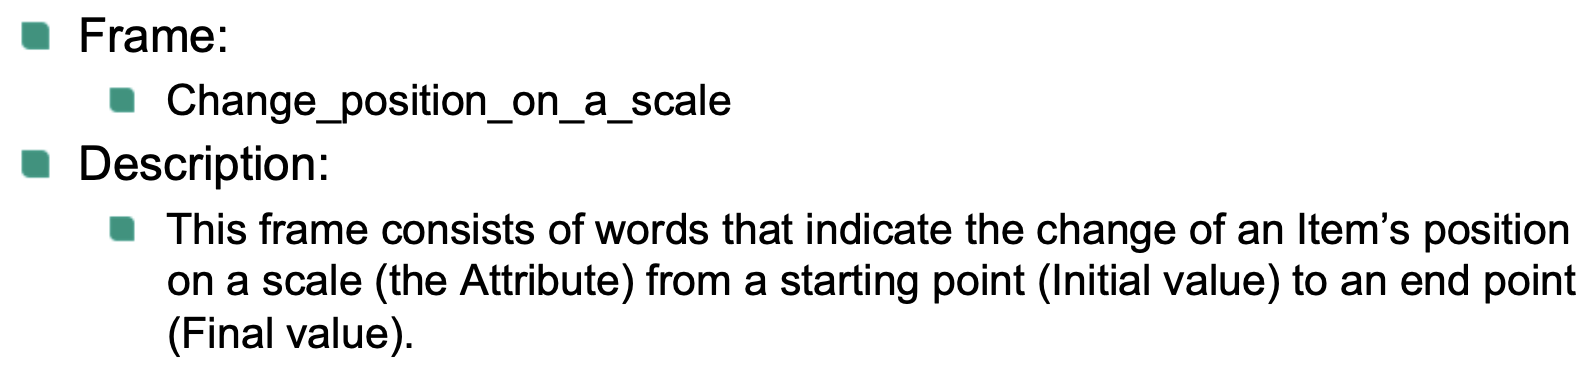 Frame:
Change_position_on_a_scale
Description:
This frame consists of words that indicate the change of an Item’s position
on a scale (the Attribute) from a starting point (Initial value) to an end point
(Final value).